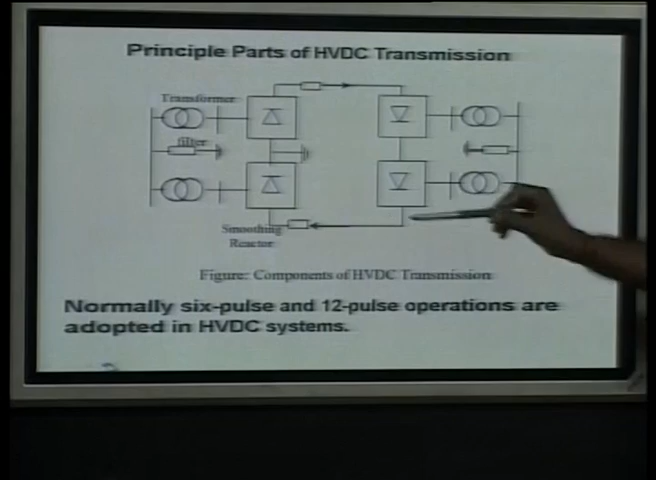 Principle Parts of HVDC Transmission
Transformer
filter
Smoothing
Reactor
Figure: Components of HVDC Transmission
Normally six-pulse and 12-pulse operations are
adopted in HVDC systems.